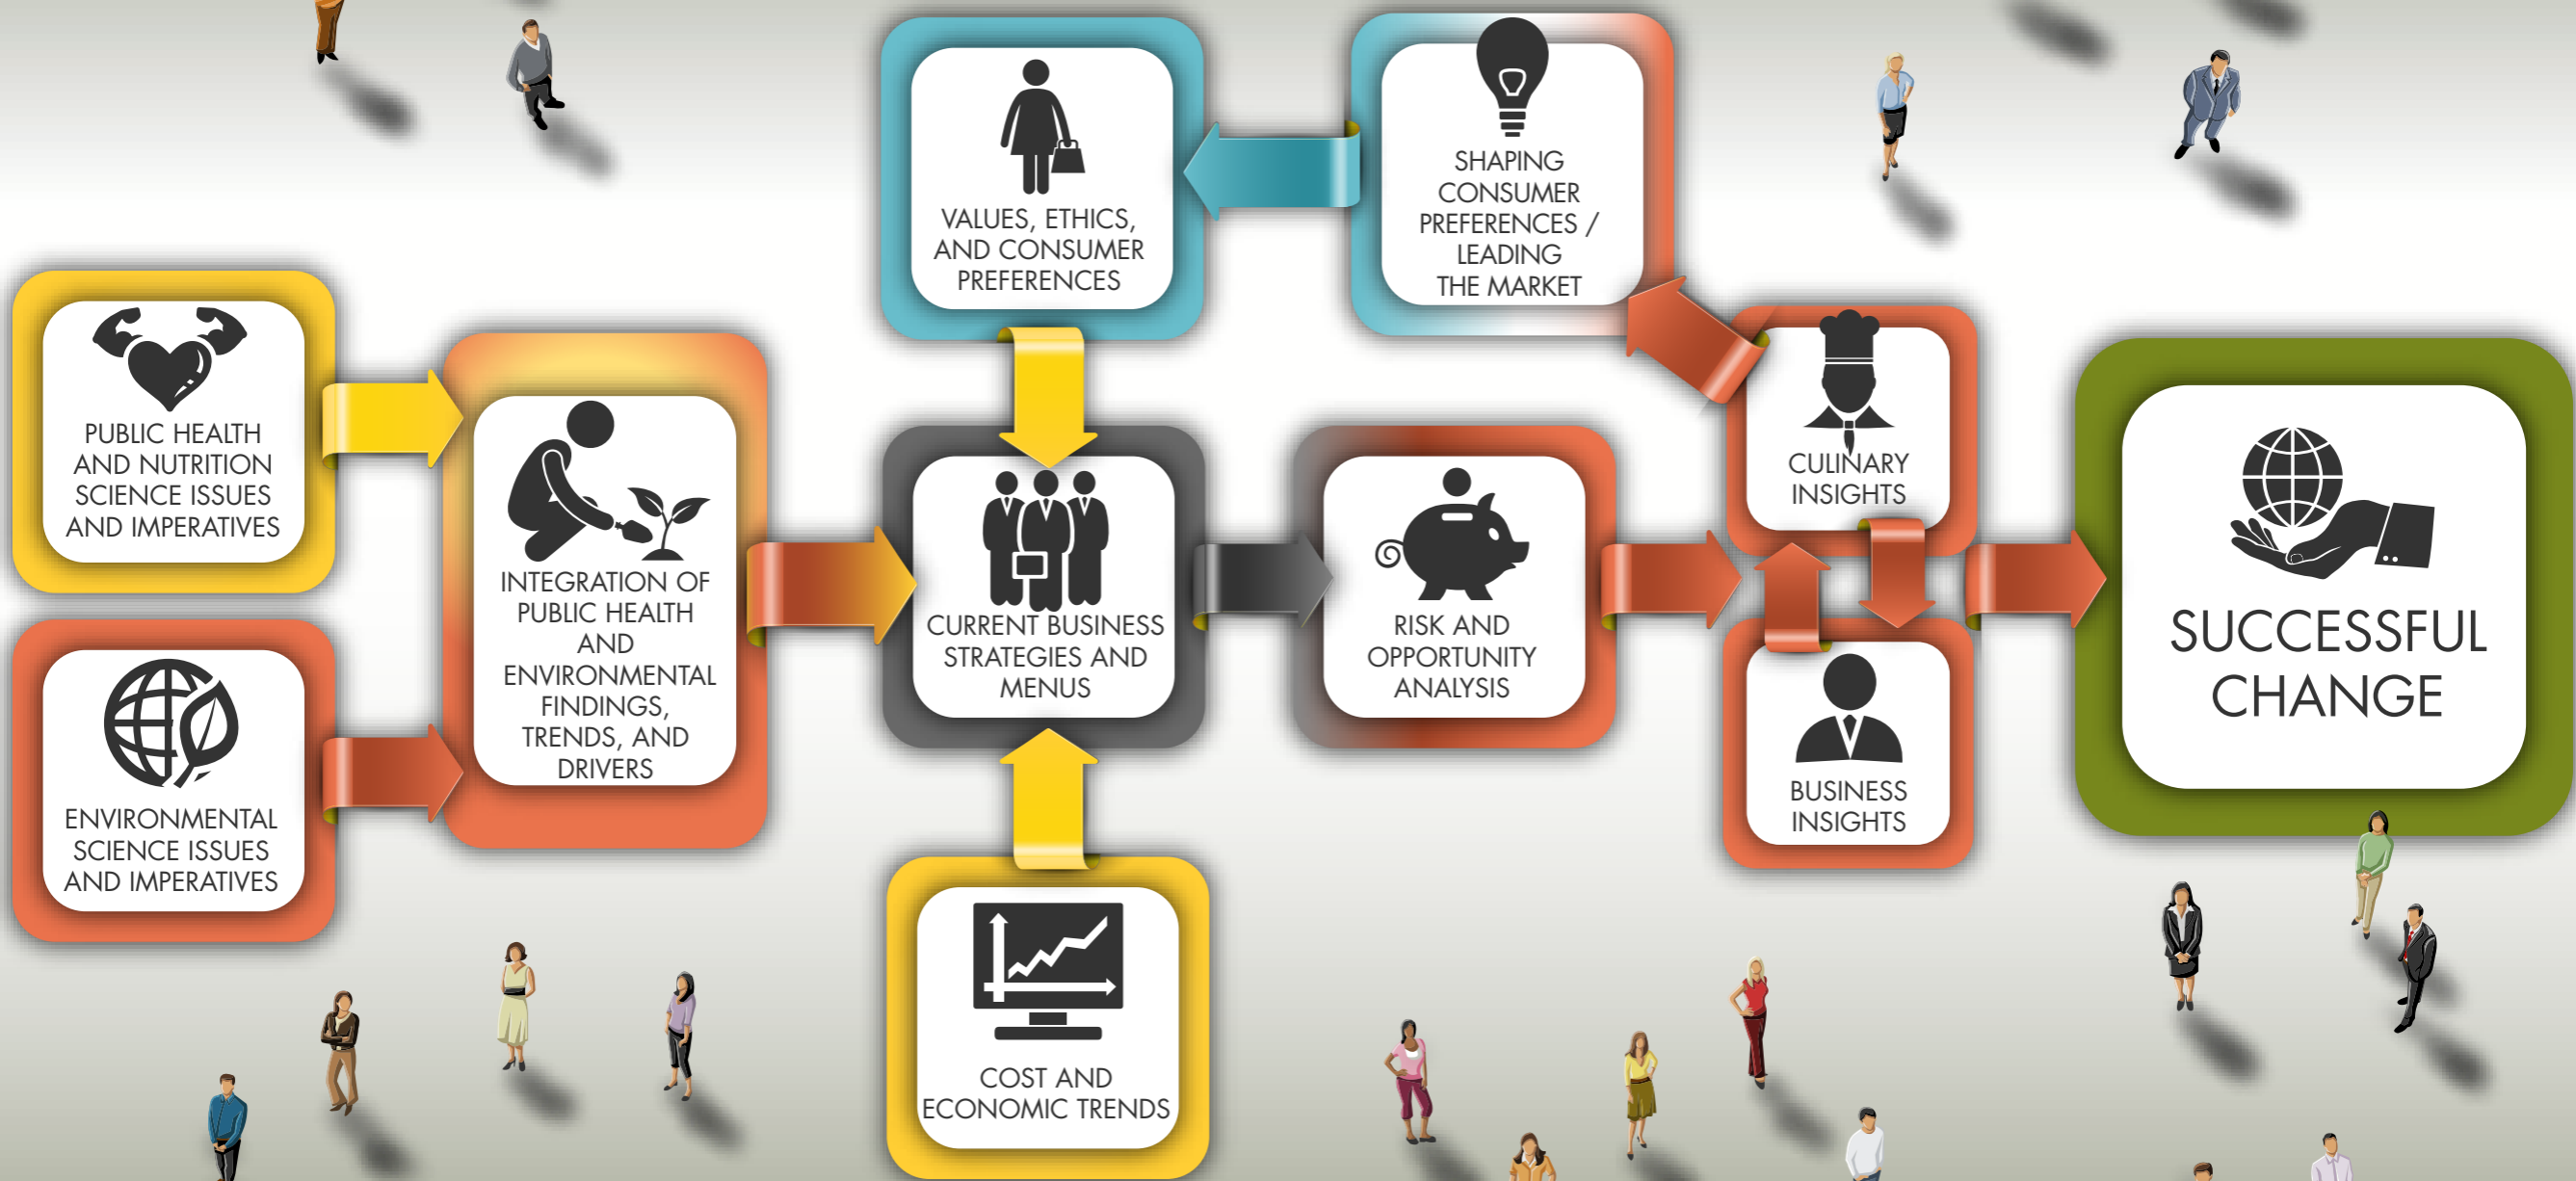 PUBLIC HEALTH
AND NUTRITION
SCIENCE ISSUES
AND IMPERATIVES
ENVIRONMENTAL
SCIENCE ISSUES
AND IMPERATIVES
INTEGRATION OF
PUBLIC HEALTH
AND
ENVIRONMENTAL
FINDINGS,
TRENDS, AND
DRIVERS
VALUES, ETHICS,
AND CONSUMER
PREFERENCES
CURRENT BUSINESS
STRATEGIES AND
MENUS
COST AND
ECONOMIC TRENDS
SHAPING
CONSUMER
PREFERENCES /
LEADING
THE MARKET
RISK AND
OPPORTUNITY
ANALYSIS
CULINARY
INSIGHTS
BUSINESS
INSIGHTS
SUCCESSFUL
CHANGE